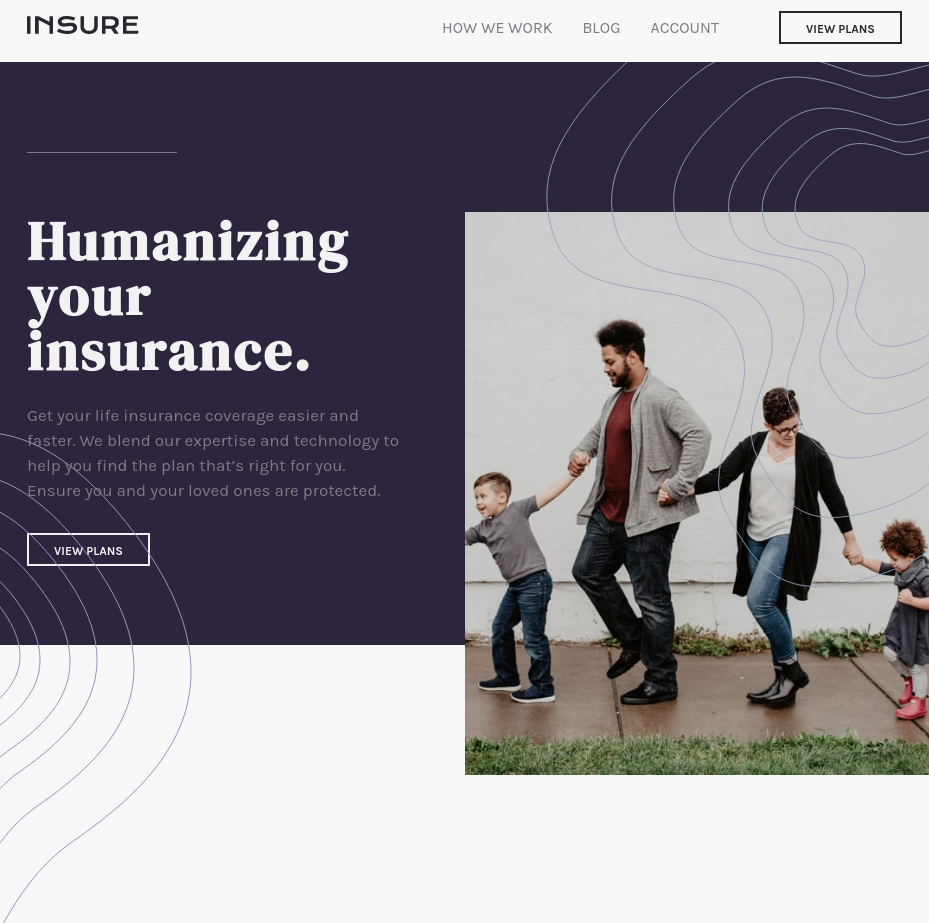 INSURE
HOW WE WORK
BLOG
ACCOUNT
VIEW PLANS
Humanizing
your
insurance.
Get your life insurance coverage easier and
faster. We blend our expertise and technology to
help you find the plan that’s right for you.
Ensure you and your loved ones are protected.
VIEW PLANS